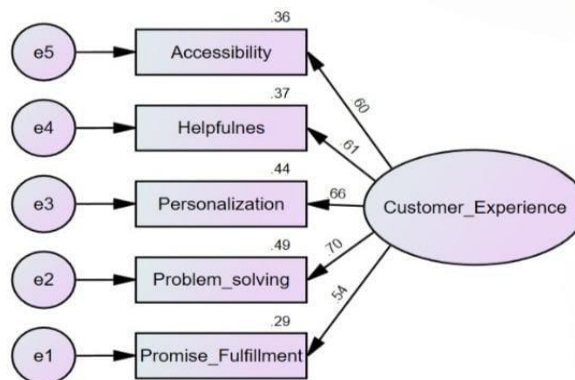 .36
e5
Accessibility
.60
.37
e4
Helpfulnes
.61
.44
e3
Personalization
.66
Customer_Experience
.49
e2
Problem_solving
.70
.29
e1
Promise_Fulfillment
.54